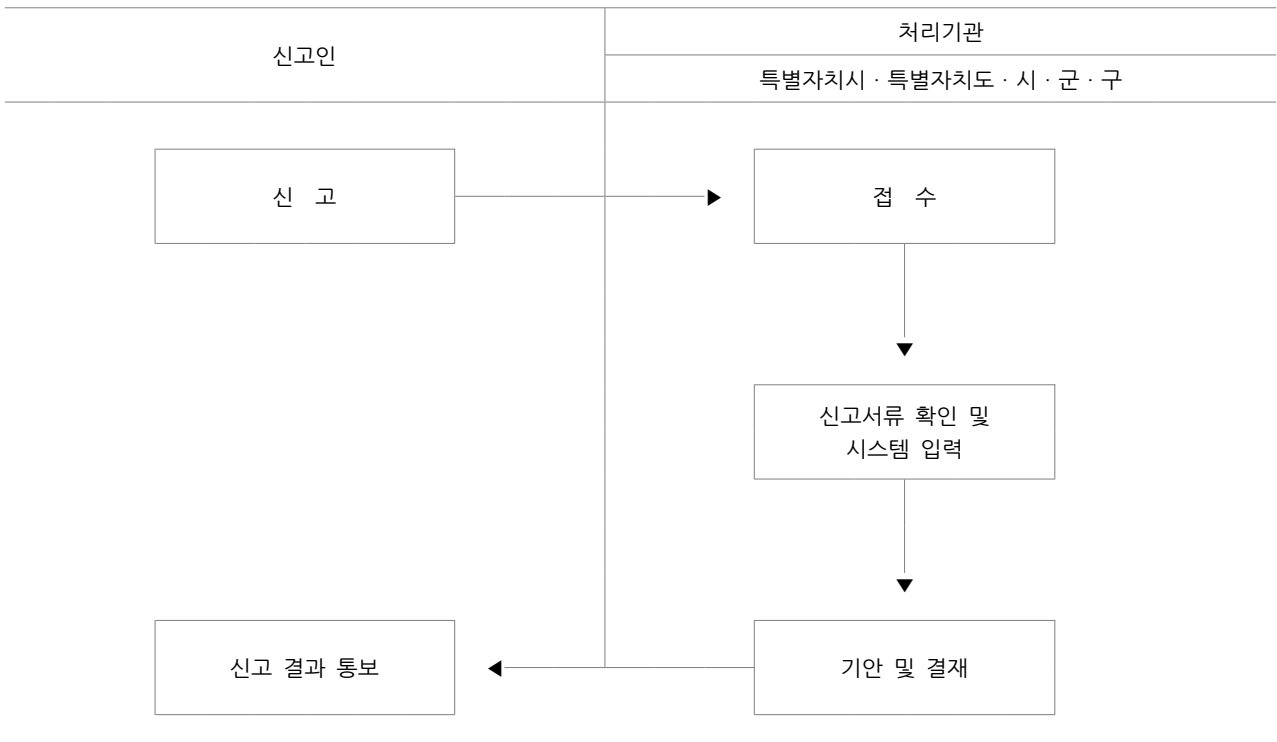 신고인
처리기관
특별자치시 · 특별자치도 · 시 · 군 · 구
신 고
접 수
신고서류 확인 및
시스템 입력
신고 결과 통보
기안 및 결재